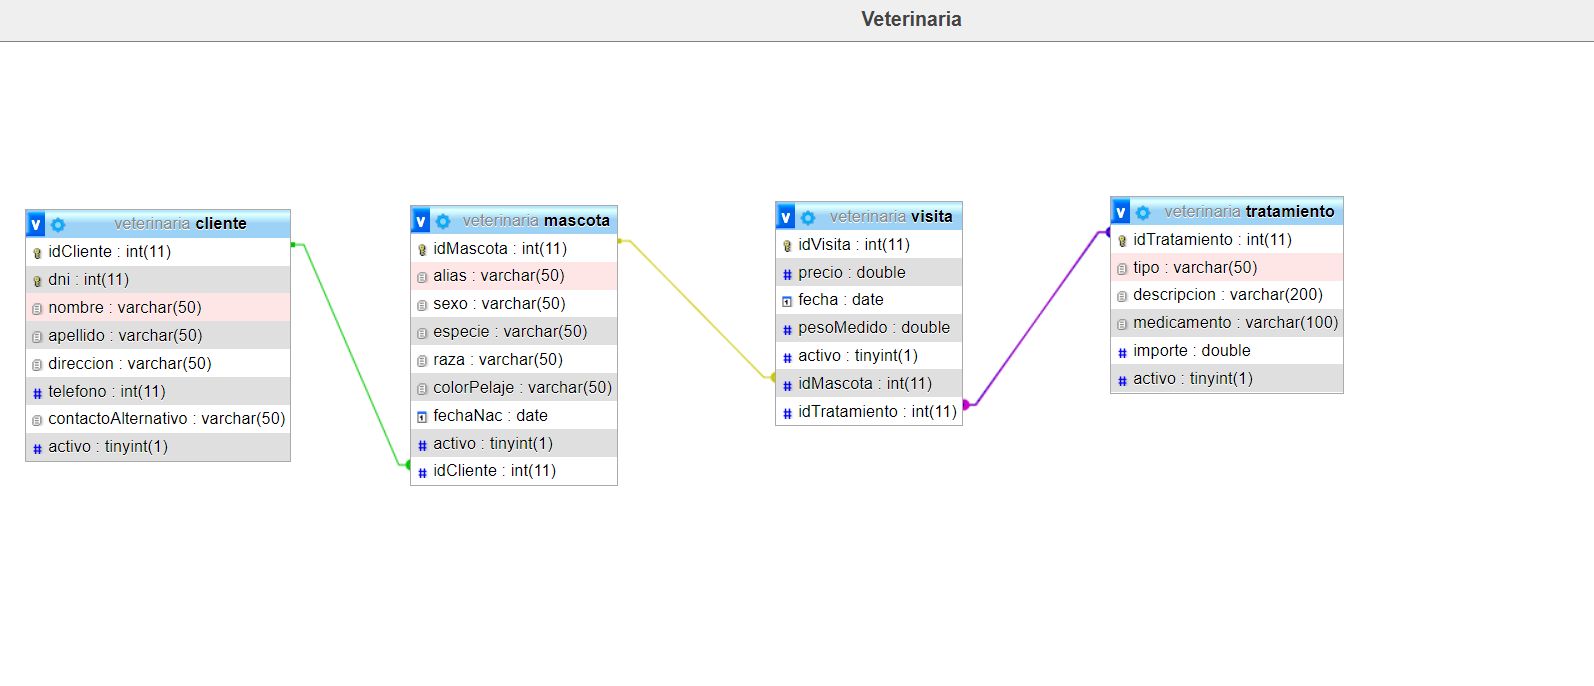 Veterinaria
veterinaria cliente
idCliente : int(11)
dni : int(11)
nombre : varchar(50)
apellido : varchar(50)
direccion : varchar(50)
telefono : int(11)
contactoAlternativo : varchar(50)
activo : tinyint(1)
veterinaria mascota
idMascota : int(11)
alias : varchar(50)
sexo : varchar(50)
especie : varchar(50)
raza : varchar(50)
colorPelaje : varchar(50)
fechaNac : date
activo : tinyint(1)
idCliente : int(11)
veterinaria visita
idVisita : int(11)
precio : double
fecha : date
pesoMedido : double
activo : tinyint(1)
idMascota : int(11)
idTratamiento : int(11)
veterinaria tratamiento
idTratamiento : int(11)
tipo : varchar(50)
descripcion : varchar(200)
medicamento : varchar(100)
importe : double
activo : tinyint(1)